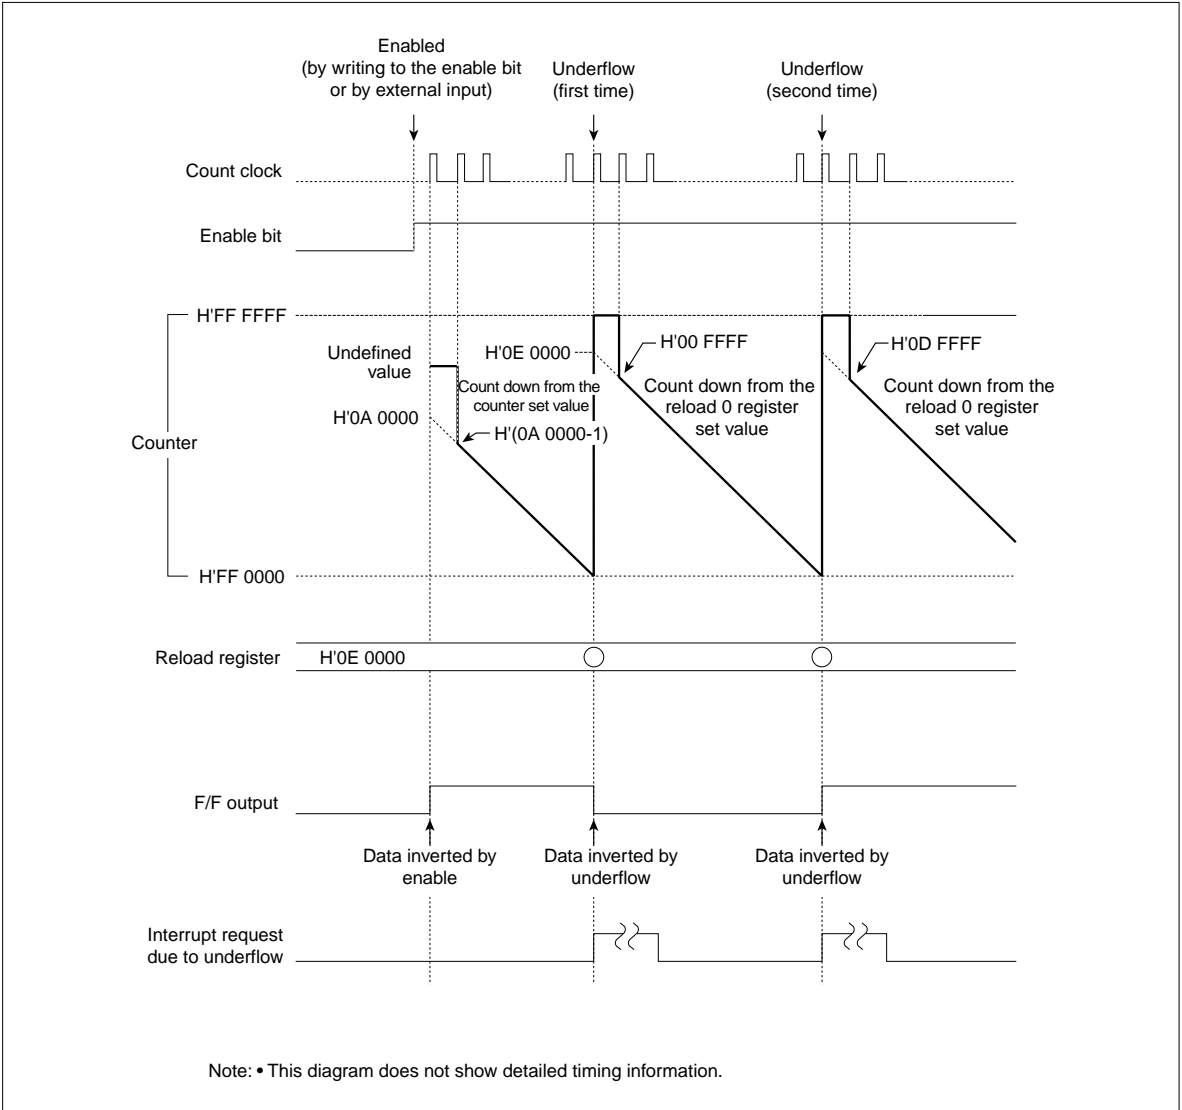 Enabled
(by writing to the enable bit
or by external input)
Underflow
(first time)
Underflow
(second time)
Count clock
Enable bit
H'FF FFFF
Undefined
value
H'0E 0000
H'00 FFFF
H'0D FFFF
Count down from the
counter set value
Count down from the
reload 0 register
set value
Count down from the
reload 0 register
set value
H'0A 0000
H'(0A 0000-1)
Counter
H'FF 0000
Reload register
H'0E 0000
F/F output
Data inverted by
enable
Data inverted by
underflow
Data inverted by
underflow
Interrupt request
due to underflow
Note: • This diagram does not show detailed timing information.